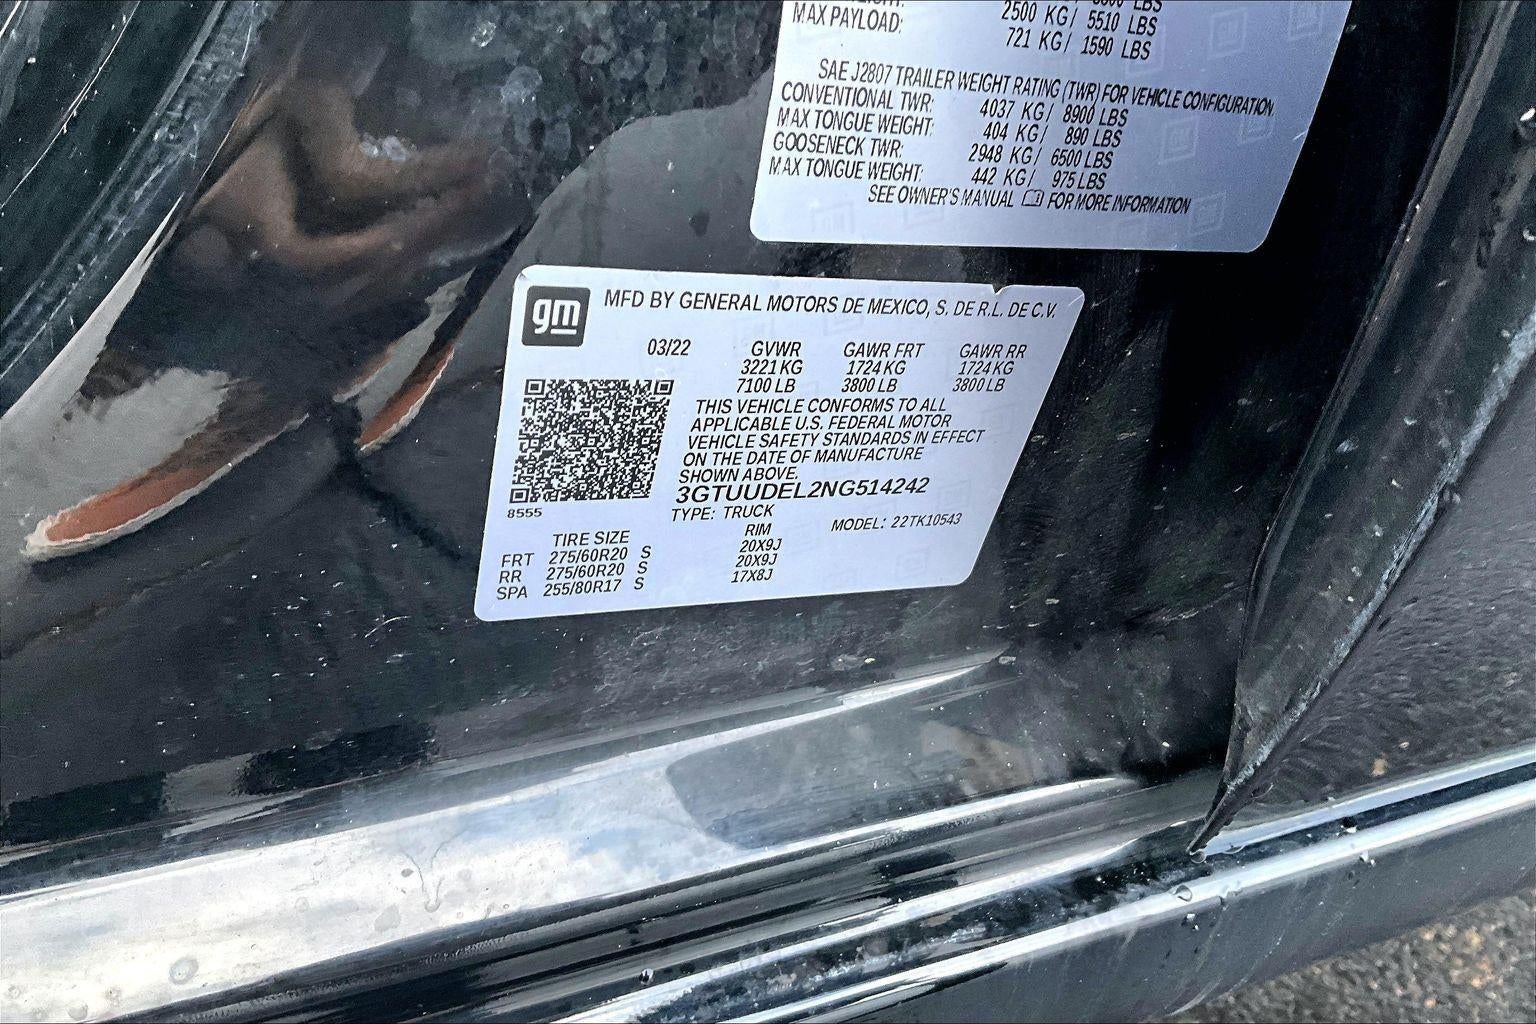 MAX PAYLOAD: 2500 KG/ 5510 LBS
721 KG/ 1590 LBS
SAE J2807 TRAILER WEIGHT RATING (TWR) FOR VEHICLE CONFIGURATION
CONVENTIONAL TWR: 4037 KG/ 8900 LBS
MAX TONGUE WEIGHT: 404 KG/ 890 LBS
GOOSENECK TWR: 2948 KG/ 6500 LBS
MAX TONGUE WEIGHT: 442 KG/ 975 LBS
SEE OWNER'S MANUAL FOR MORE INFORMATION
gm MFD BY GENERAL MOTORS DE MEXICO, S. DE R.L. DE C.V.
03/22 GVWR GAWR FRT GAWR RR
3221 KG 1724 KG 1724 KG
7100 LB 3800 LB 3800 LB
THIS VEHICLE CONFORMS TO ALL
APPLICABLE U.S. FEDERAL MOTOR
VEHICLE SAFETY STANDARDS IN EFFECT
ON THE DATE OF MANUFACTURE
SHOWN ABOVE.
3GTUUDEL2NG514242
8555 TYPE: TRUCK MODEL: 22TK10543
TIRE SIZE RIM
FRT 275/60R20 S 20X9J
RR 275/60R20 S 20X9J
SPA 255/80R17 S 17X8J